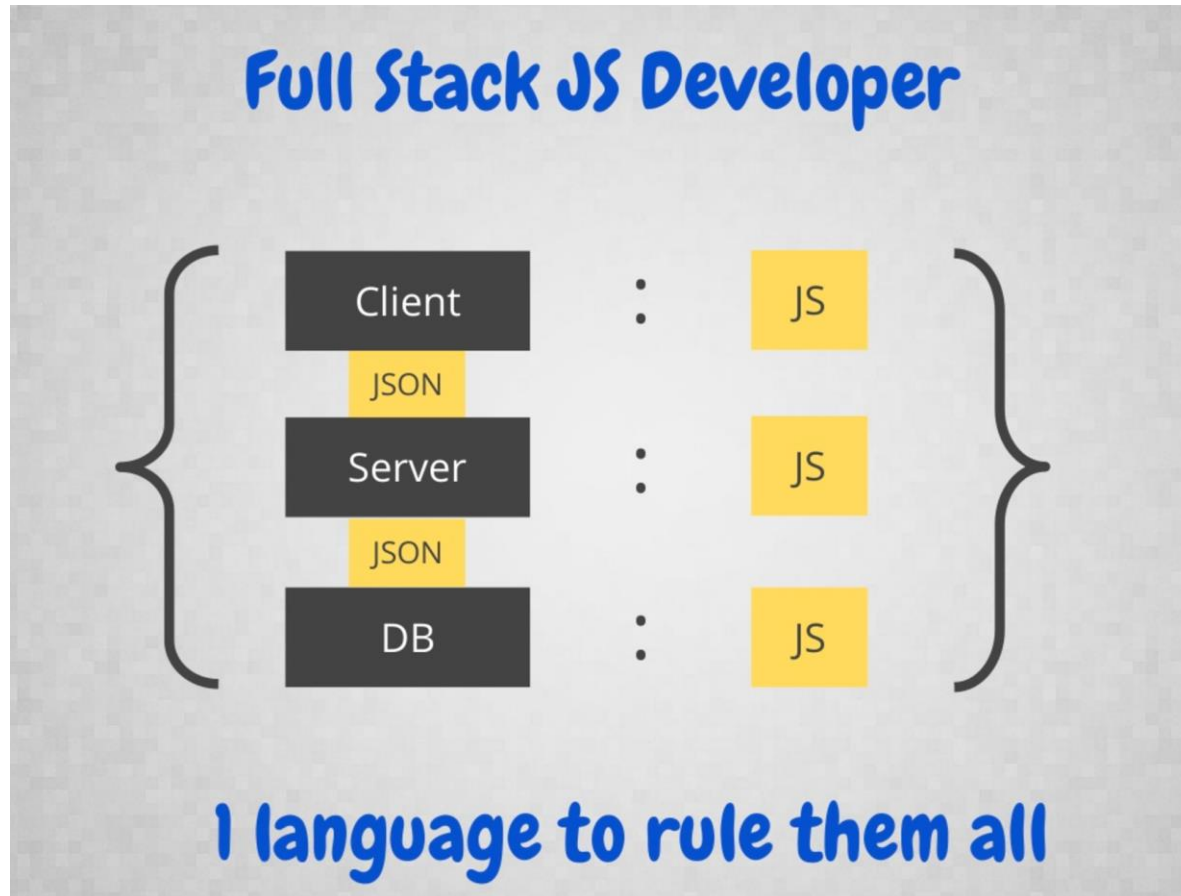 Full Stack JS Developer
Client : JS
JSON
Server : JS
JSON
DB : JS
1 language to rule them all